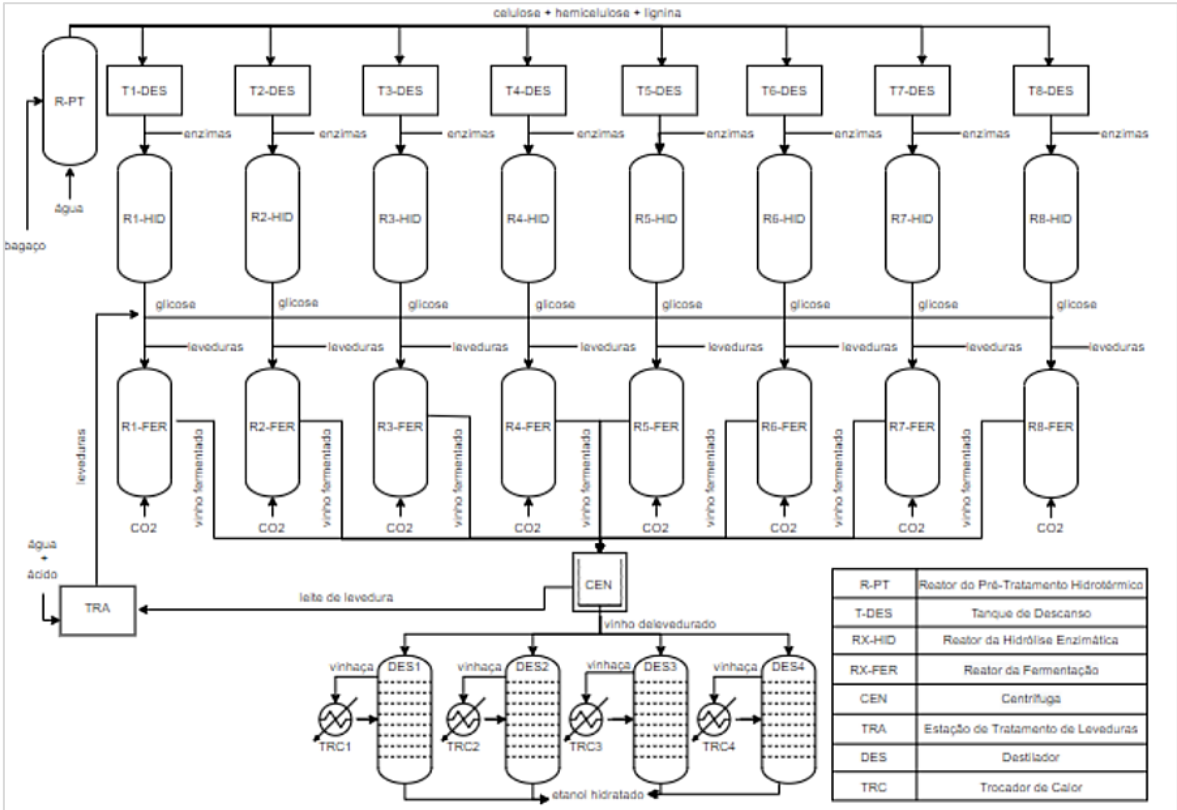 celulose + hemicelulose + lignina
R-PT
T1-DES
T2-DES
T3-DES
T4-DES
T5-DES
T6-DES
T7-DES
T8-DES
enzimas
enzimas
enzimas
enzimas
enzimas
enzimas
enzimas
enzimas
água
bagaço
R1-HID
R2-HID
R3-HID
R4-HID
R5-HID
R6-HID
R7-HID
R8-HID
glicose
glicose
glicose
glicose
glicose
glicose
glicose
glicose
leveduras
leveduras
leveduras
leveduras
leveduras
leveduras
leveduras
leveduras
leveduras
R1-FER
R2-FER
R3-FER
R4-FER
R5-FER
R6-FER
R7-FER
R8-FER
vinho fermentado
vinho fermentado
vinho fermentado
vinho fermentado
vinho fermentado
vinho fermentado
vinho fermentado
CO2
CO2
CO2
CO2
CO2
CO2
CO2
CO2
água
+
ácido
TRA
leite de levedura
CEN
vinho delevedurado
vinhaça
DES1
vinhaça
DES2
vinhaça
DES3
vinhaça
DES4
TRC1
TRC2
TRC3
TRC4
etanol hidratado
R-PT Reator do Pré-Tratamento Hidrotérmico
T-DES Tanque de Descanso
RX-HID Reator da Hidrólise Enzimática
RX-FER Reator da Fermentação
CEN Centrífuga
TRA Estação de Tratamento de Leveduras
DES Destilador
TRC Trocador de Calor